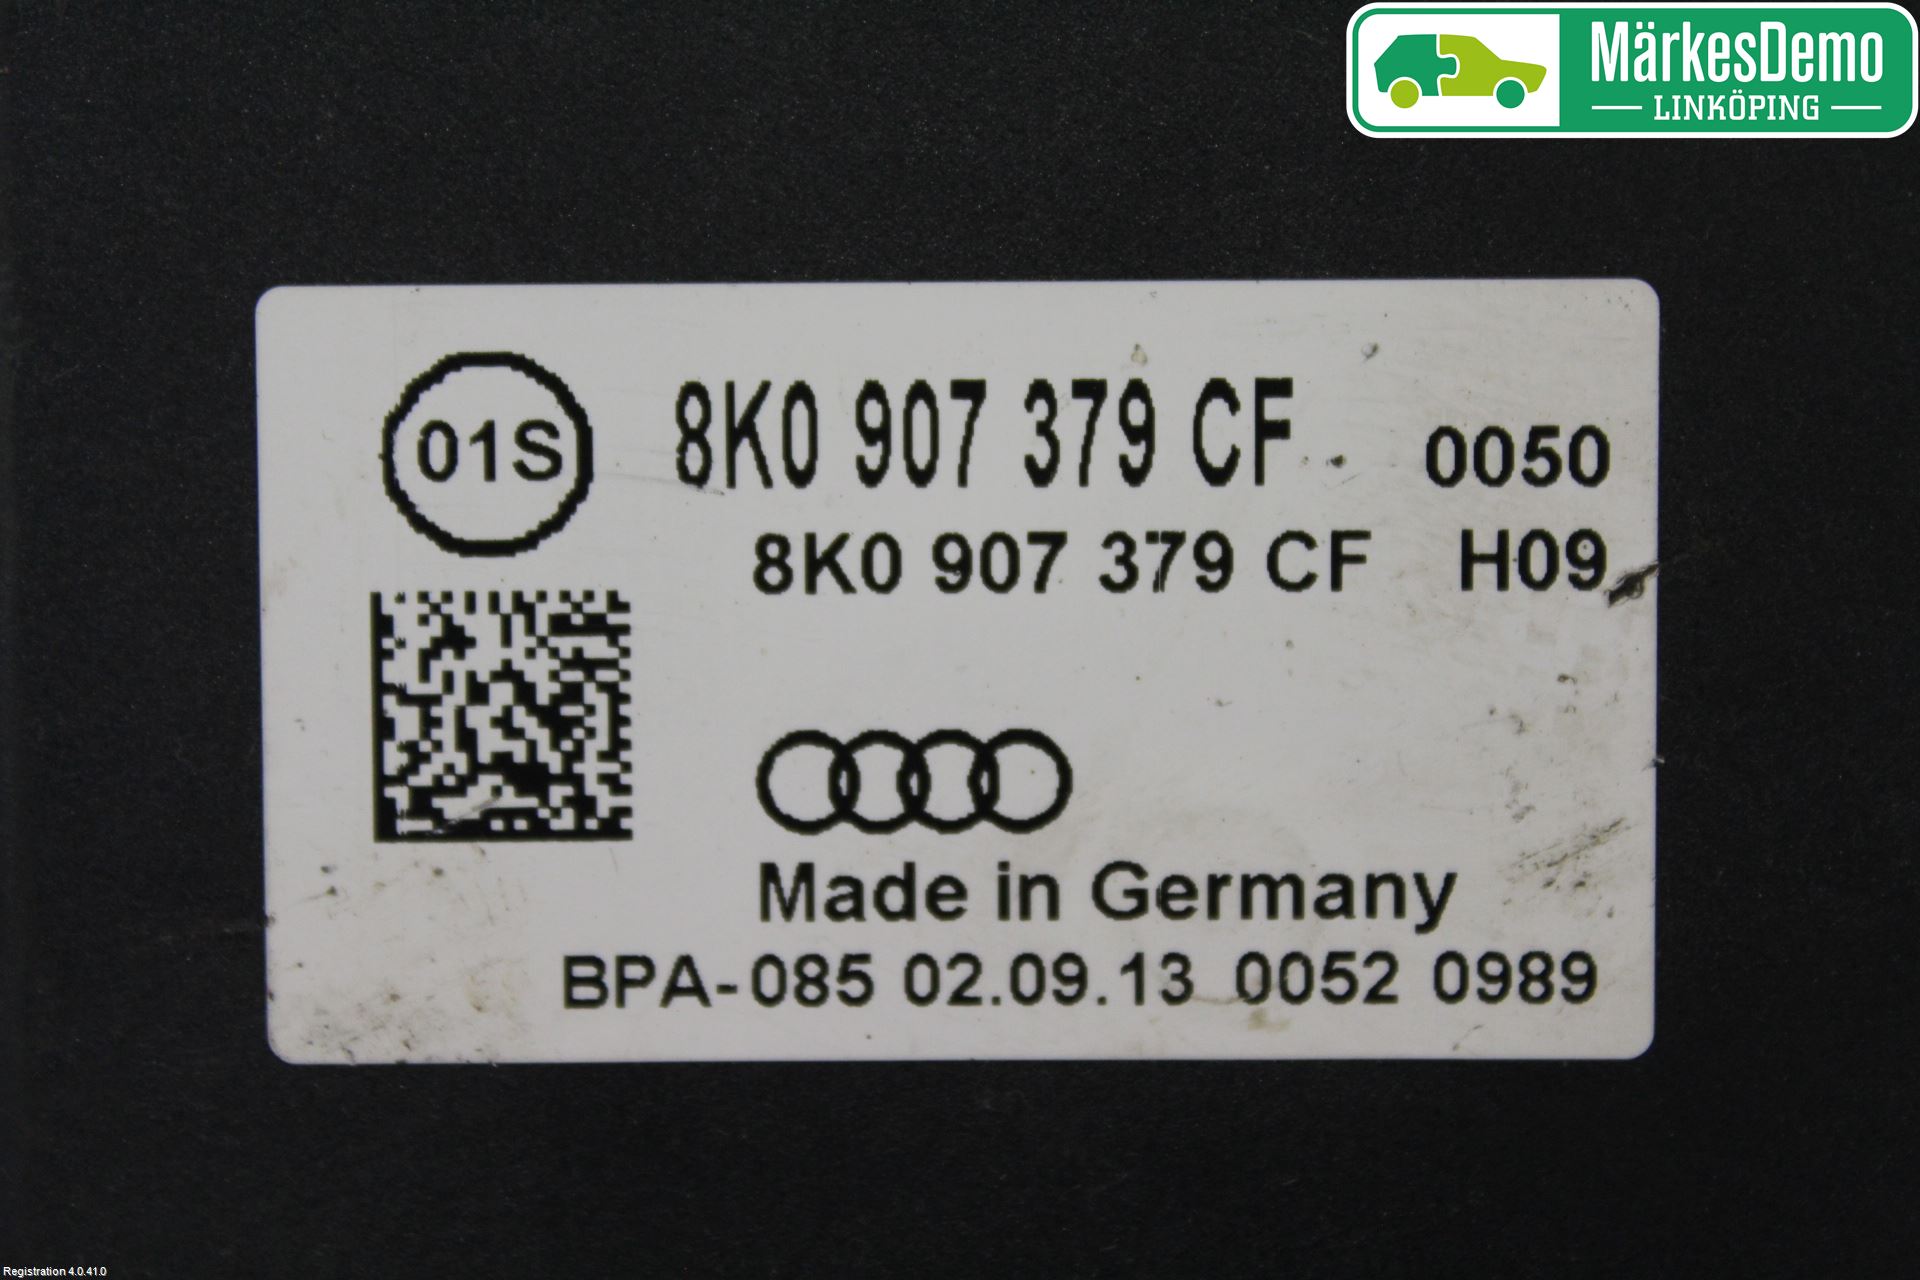 MärkesDemo
LINKÖPING
01S
8K0 907 379 CF 0050
8K0 907 379 CF H09
Made in Germany
BPA-085 02.09.13 0052 0989
Registration 4.0.41.0